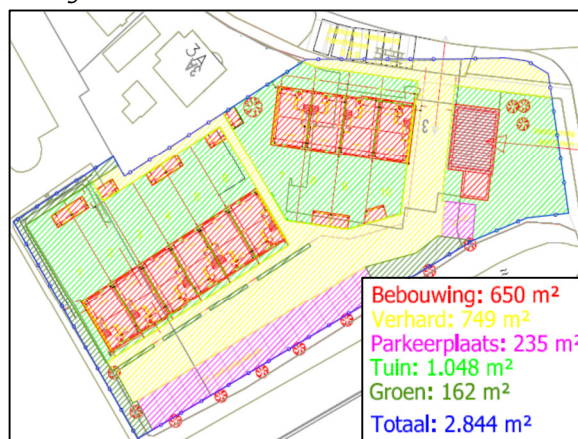 3A
Bebouwing: 650 m²
Verhard: 749 m²
Parkeerplaats: 235 m²
Tuin: 1.048 m²
Groen: 162 m²
Totaal: 2.844 m²